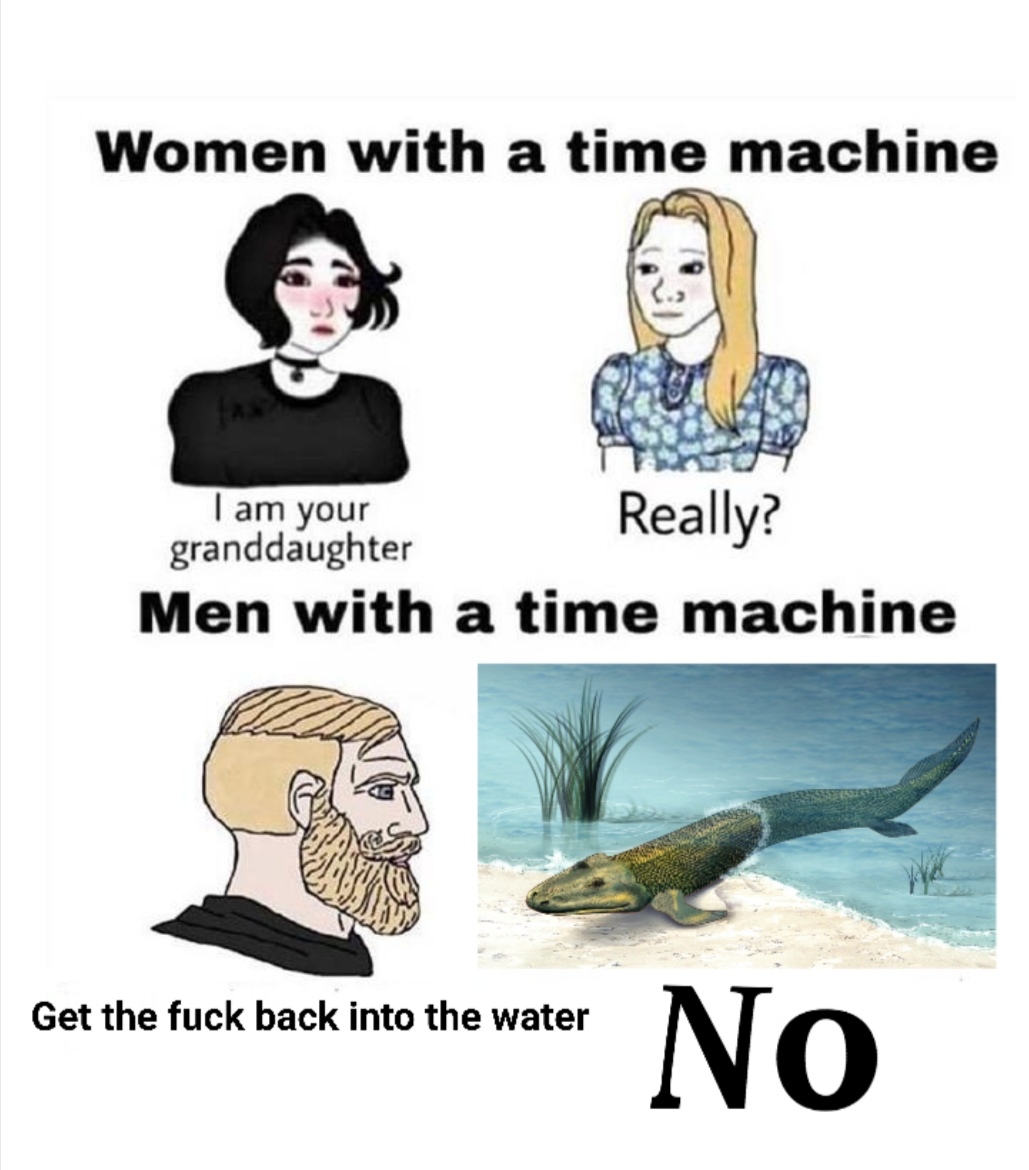 Women with a time machine
I am your
granddaughter
Really?
Men with a time machine
Get the fuck back into the water
No